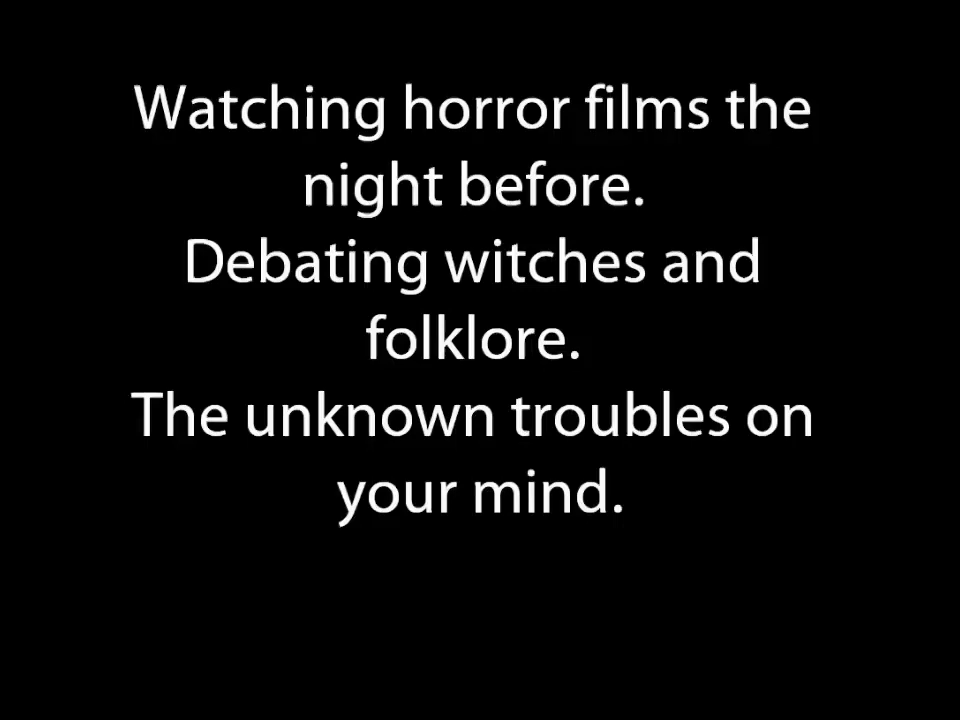 Watching horror films the
night before.
Debating witches and
folklore.
The unknown troubles on
your mind.